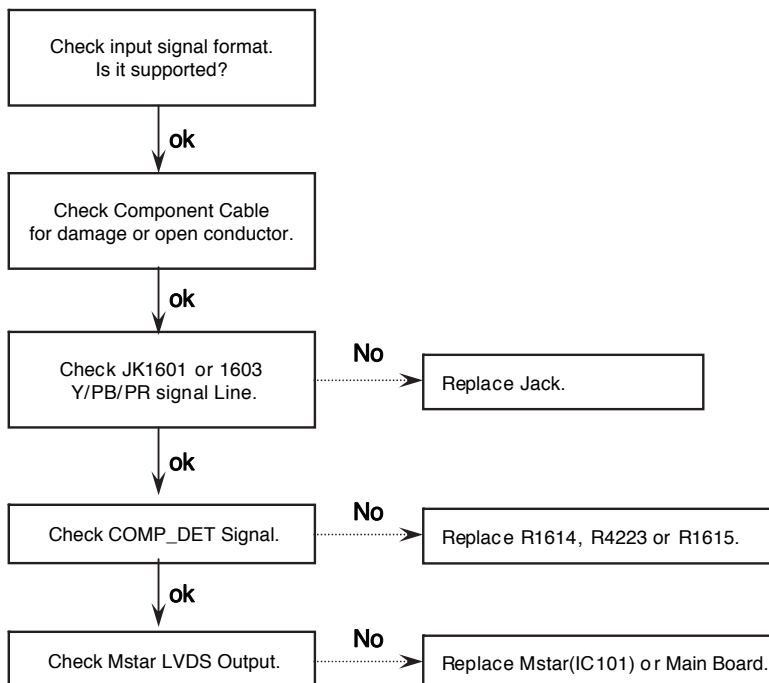 Check input signal format.
Is it supported?
ok
Check Component Cable
for damage or open conductor.
ok
Check JK1601 or 1603
Y/PB/PR signal Line.
No
Replace Jack.
ok
Check COMP_DET Signal.
No
Replace R1614, R4223 or R1615.
ok
Check Mstar LVDS Output.
No
Replace Mstar(IC101) or Main Board.